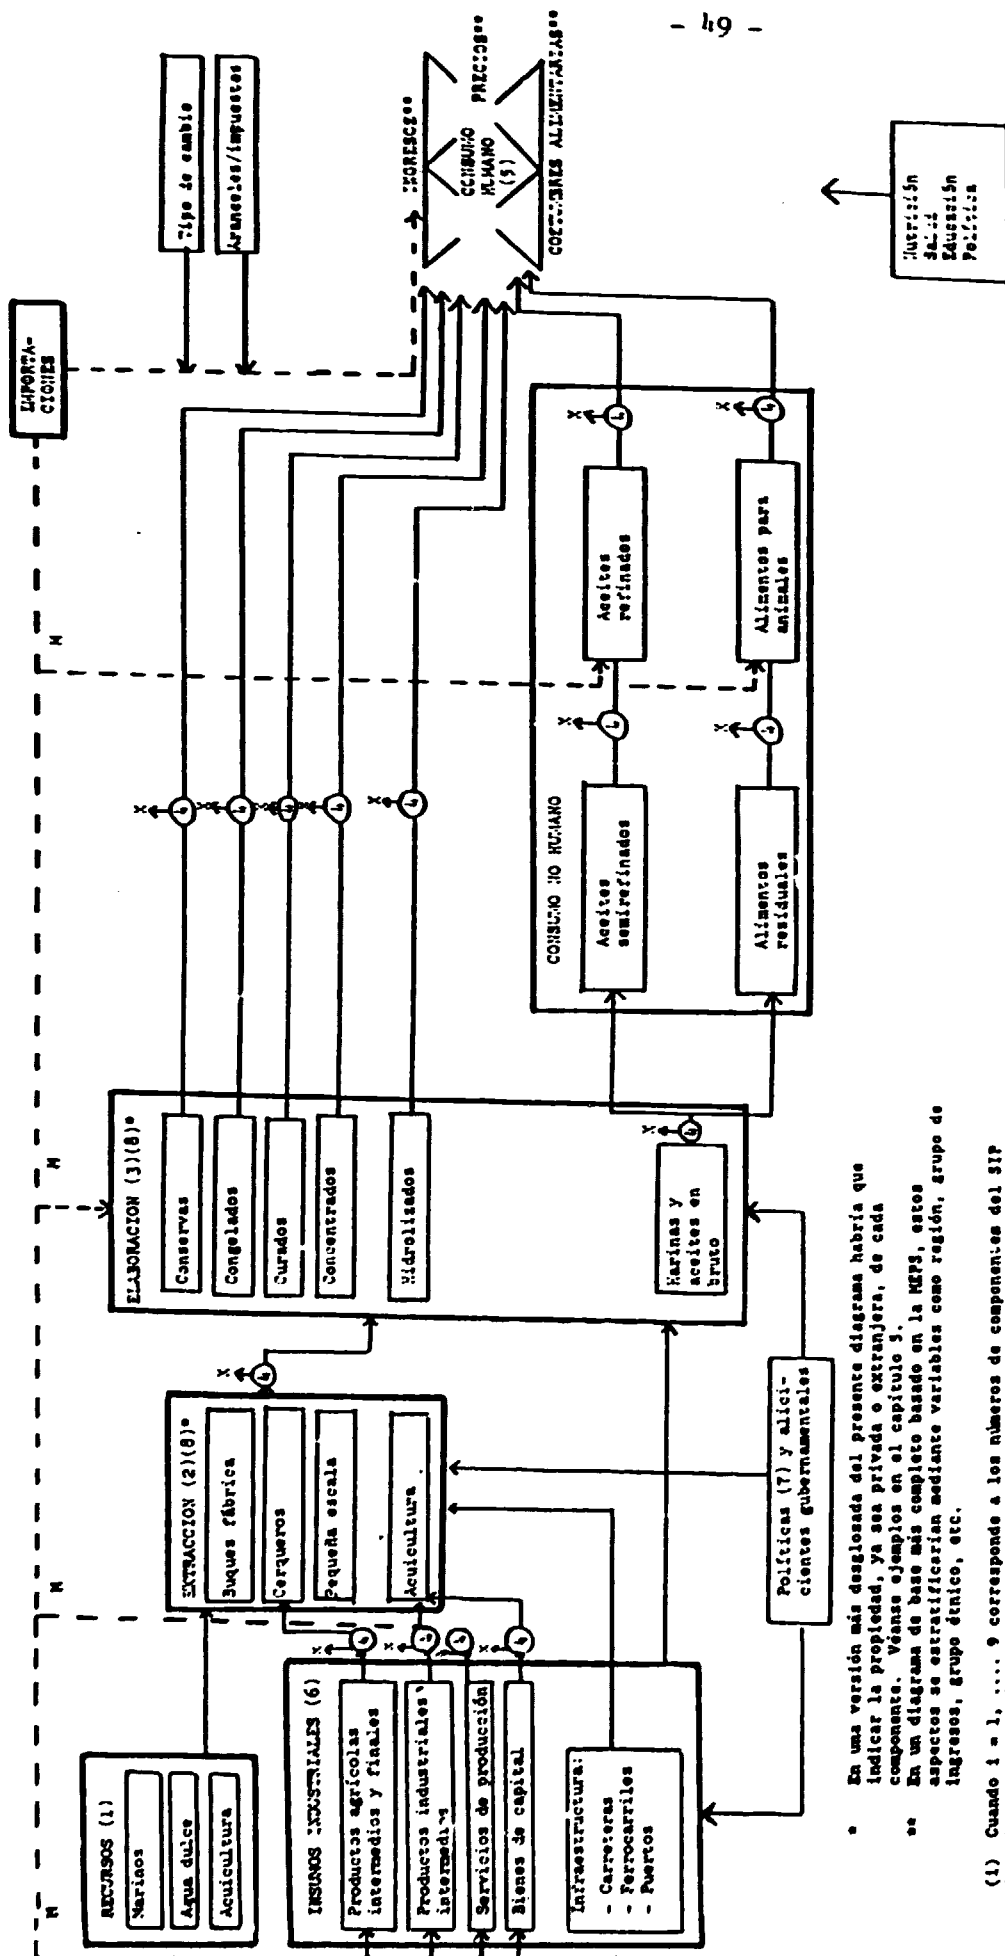 - 49 -
IMPORTA-
CIONES
Tipo de cambio
Aranceles/impuestos
M
M
M
M
RECURSOS (1)
Marinos
Agua dulce
Acuicultura
INSUMOS INDUSTRIALES (6)
Productos agrícolas
intermedios y finales
Productos industriales
intermedios
Servicios de producción
Bienes de capital
Infraestructura:
- Carreteras
- Ferrocarriles
- Puertos
EXTRACCION (2)(8)*
Buques fábrica
Cerqueros
Pequeña escala
Acuicultura
ELABORACION (3)(8)*
Conservas
Congelados
Curados
Concentrados
Hidrolizados
Harinas y
aceites en
bruto
Políticas (7) y alici-
cientes gubernamentales
CONSUMO NO HUMANO
Aceites
semirefinados
Aceites
refinados
Alimentos
residuales
Alimentos para
animales
INGRESOS**
PRECIOS**
CONSUMO
HUMANO
(5)
COSTUMBRES ALIMENTARIAS**
Nutrición
Salud
Educación
Política
* En una versión más desglosada del presente diagrama habría que
indicar la propiedad, ya sea privada o extranjera, de cada
componente. Véanse ejemplos en el capítulo 5.
** En un diagrama de base más completo basado en la MEPS, estos
aspectos se estratificarían mediante variables como región, grupo de
ingresos, grupo étnico, etc.
(i) Cuando i = 1, .... 9 corresponde a los números de componentes del SIP